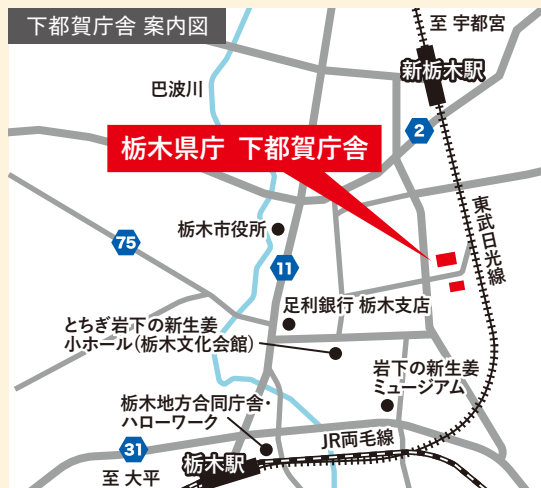 下都賀庁舎 案内図
至 宇都宮
新栃木駅
巴波川
2
栃木県庁 下都賀庁舎
東武日光線
栃木市役所
75
11
足利銀行 栃木支店
とちぎ岩下の新生姜
小ホール(栃木文化会館)
岩下の新生姜
ミュージアム
栃木地方合同庁舎・
ハローワーク
JR両毛線
31
栃木駅
至 大平